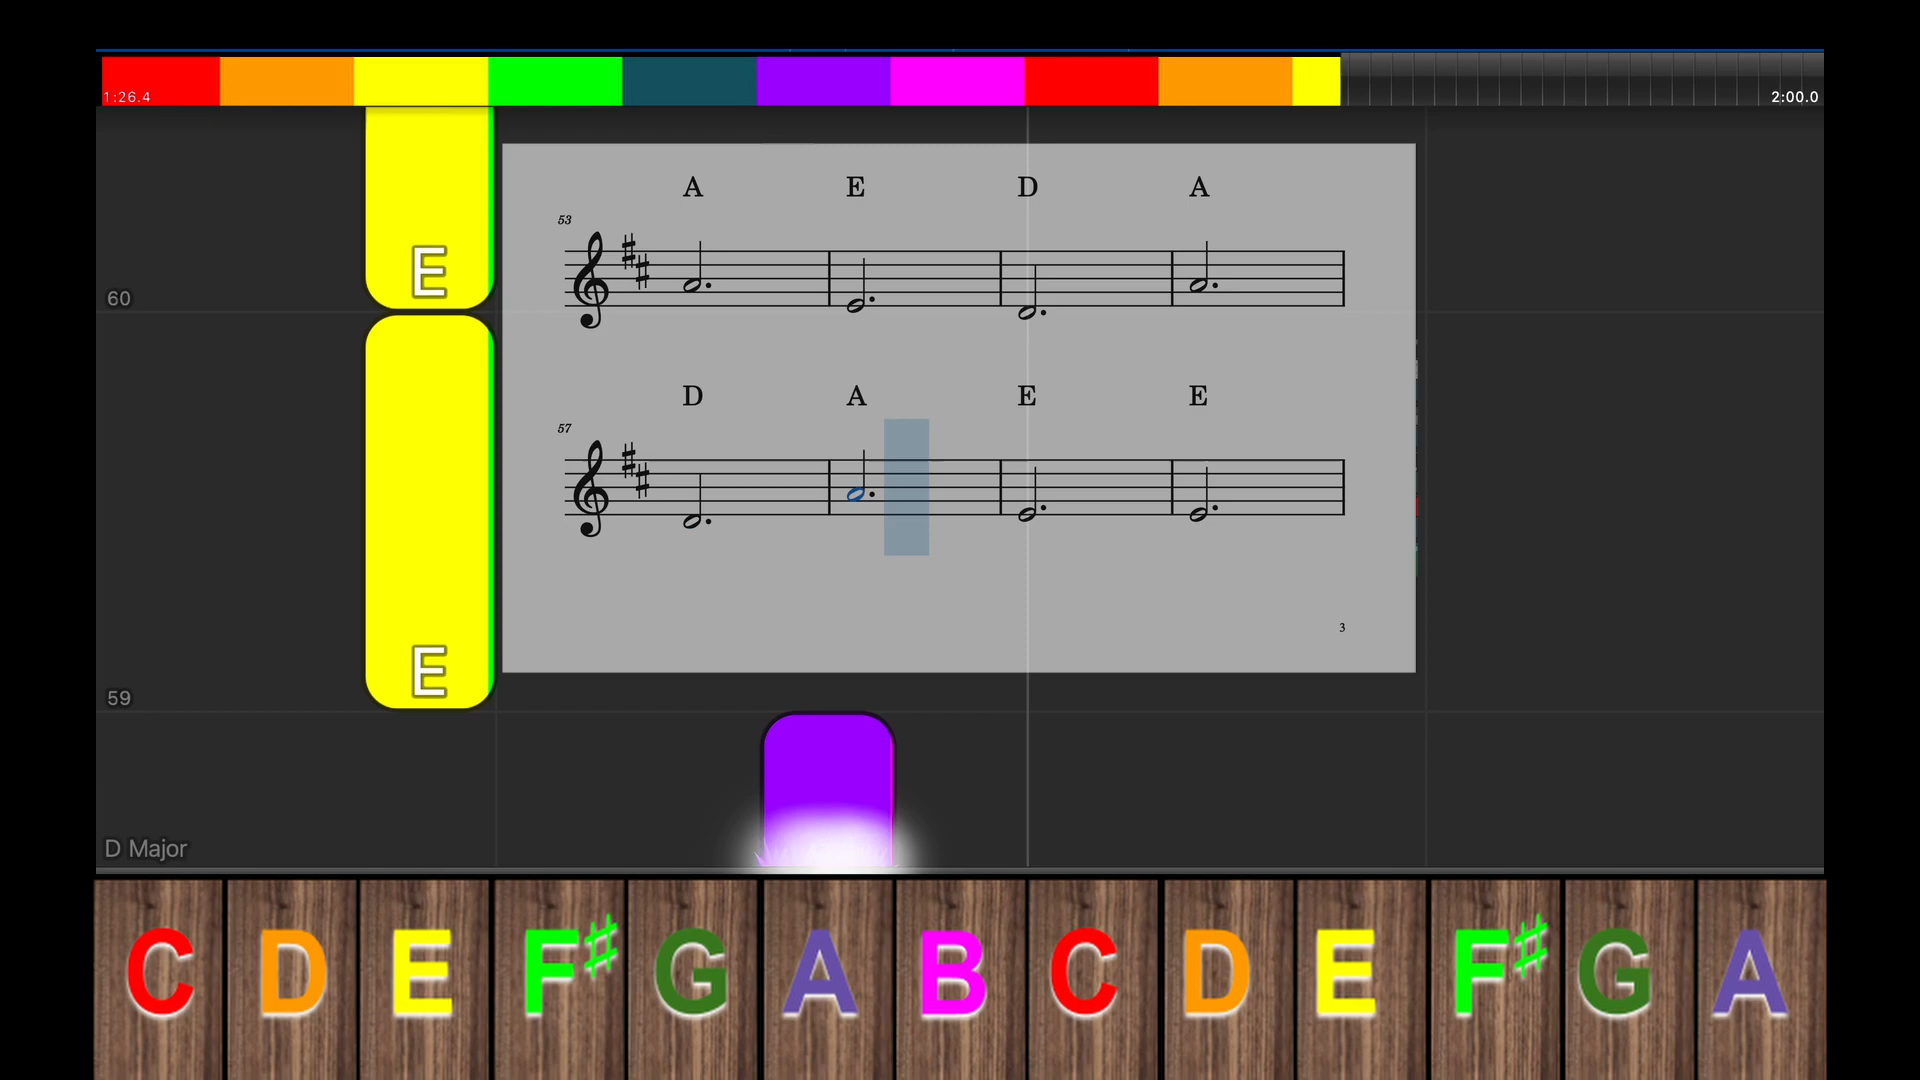 1:26.4 2:00.0
A E D A
53
E
60
D A E E
57
3
E
59
D Major
C D E F♯ G A B C D E F♯ G A